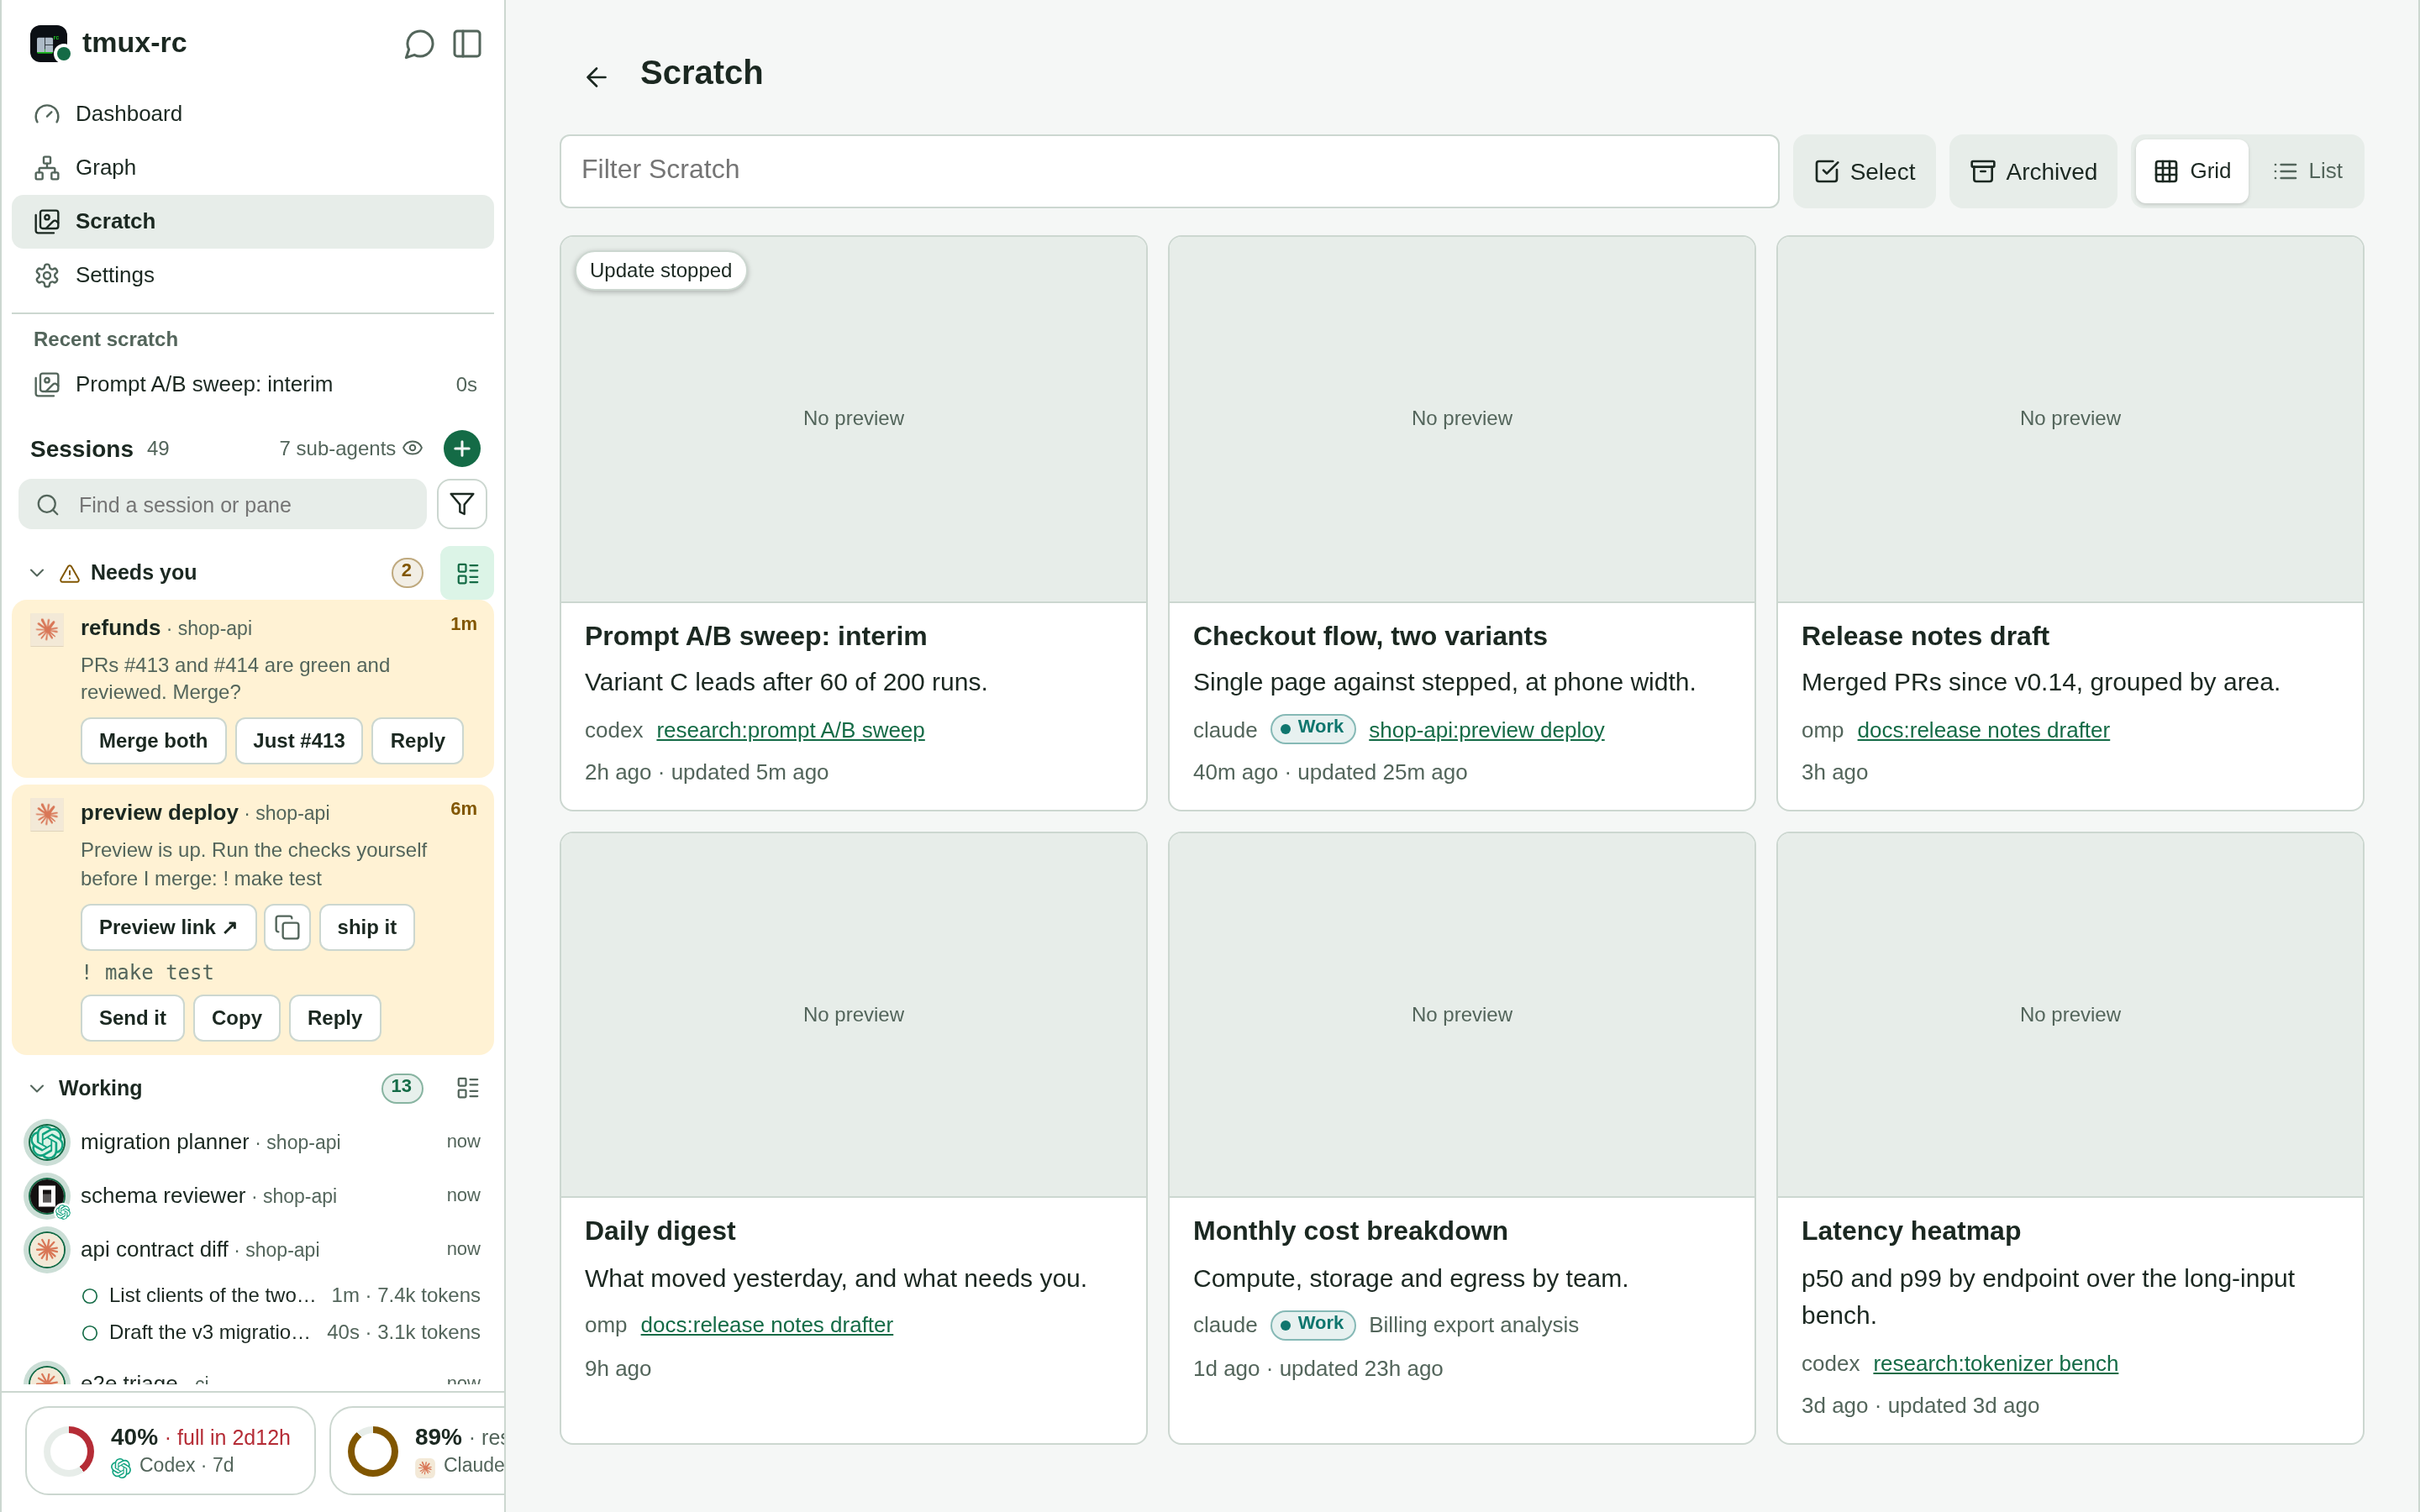 tmux-rc
Dashboard
Graph
Scratch
Settings
Recent scratch
Prompt A/B sweep: interim 0s
Sessions 49 7 sub-agents
Find a session or pane
Needs you 2
refunds · shop-api 1m
PRs #413 and #414 are green and
reviewed. Merge?
Merge both Just #413 Reply
preview deploy · shop-api 6m
Preview is up. Run the checks yourself
before I merge: ! make test
Preview link ↗ ship it
! make test
Send it Copy Reply
Working 13
migration planner · shop-api now
schema reviewer · shop-api now
api contract diff · shop-api now
List clients of the two… 1m · 7.4k tokens
Draft the v3 migratio… 40s · 3.1k tokens
e2e triage · ci now
40% · full in 2d12h
Codex · 7d
89% · res
Claude
Scratch
Filter Scratch
Select Archived Grid List
Update stopped
No preview
Prompt A/B sweep: interim
Variant C leads after 60 of 200 runs.
codex research:prompt A/B sweep
2h ago · updated 5m ago
No preview
Checkout flow, two variants
Single page against stepped, at phone width.
claude Work shop-api:preview deploy
40m ago · updated 25m ago
No preview
Release notes draft
Merged PRs since v0.14, grouped by area.
omp docs:release notes drafter
3h ago
No preview
Daily digest
What moved yesterday, and what needs you.
omp docs:release notes drafter
9h ago
No preview
Monthly cost breakdown
Compute, storage and egress by team.
claude Work Billing export analysis
1d ago · updated 23h ago
No preview
Latency heatmap
p50 and p99 by endpoint over the long-input
bench.
codex research:tokenizer bench
3d ago · updated 3d ago